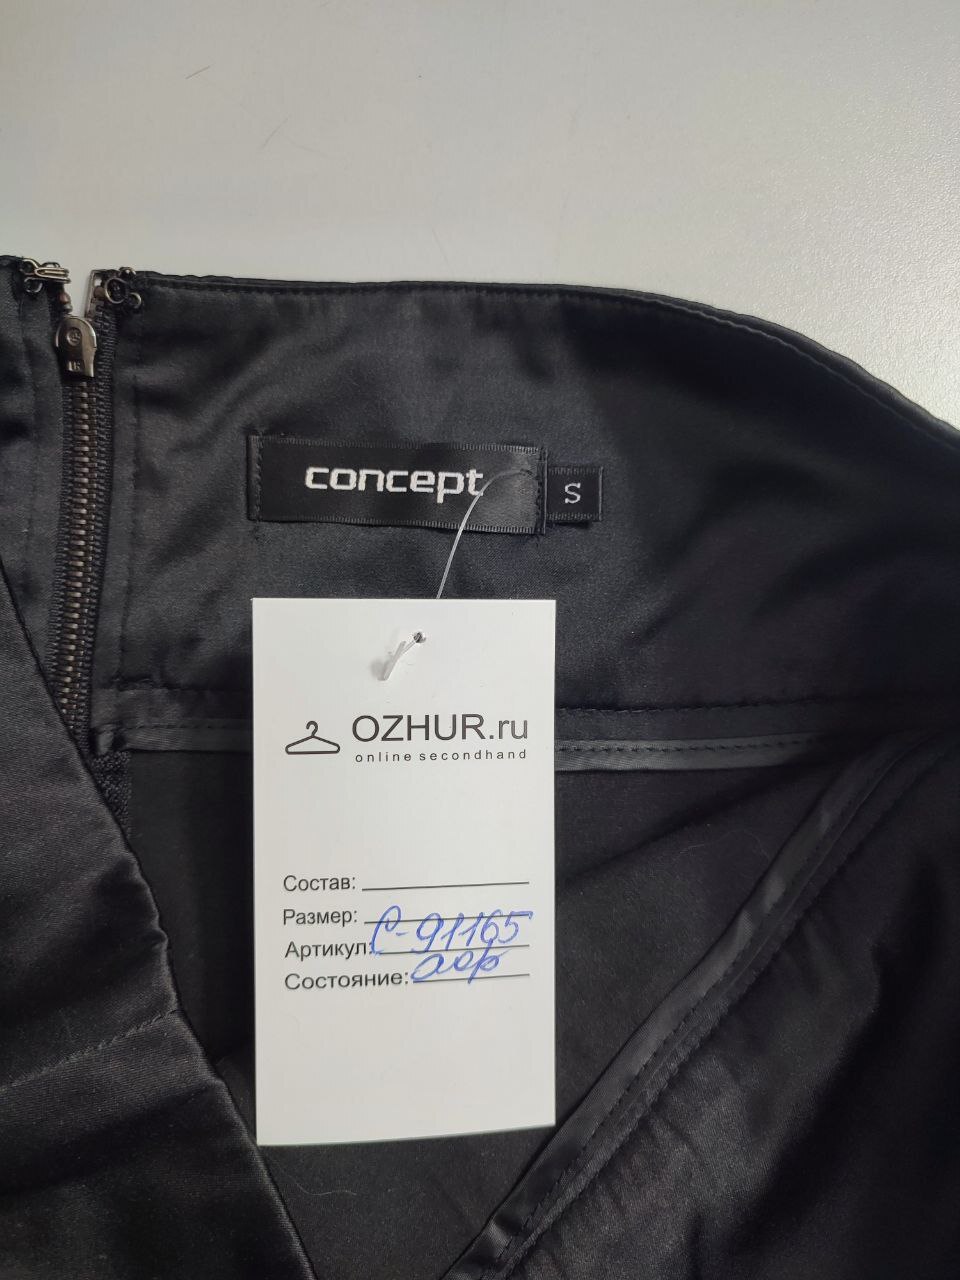 concept
S
OZHUR.ru
online secondhand
Состав:
Размер:
Артикул: С-91165
Состояние: